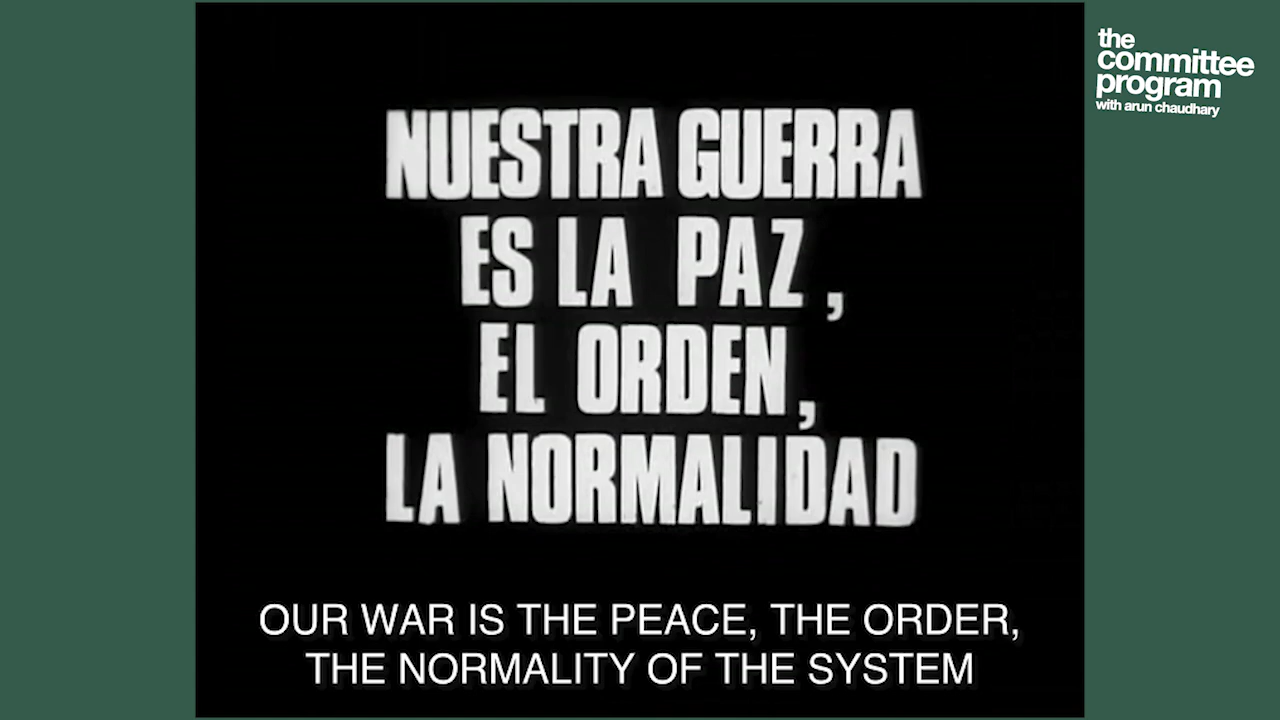 the
committee
program
with arun chaudhary
NUESTRA GUERRA
ES LA PAZ,
EL ORDEN,
LA NORMALIDAD
OUR WAR IS THE PEACE, THE ORDER,
THE NORMALITY OF THE SYSTEM